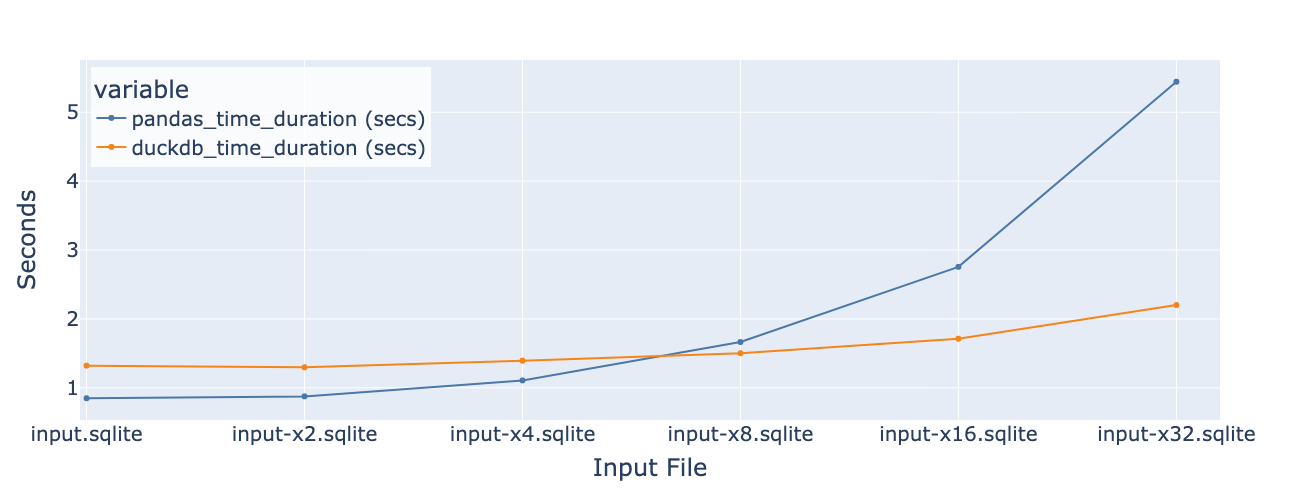 variable
pandas_time_duration (secs)
duckdb_time_duration (secs)
5
4
3
2
1
Seconds
input.sqlite
input-x2.sqlite
input-x4.sqlite
input-x8.sqlite
input-x16.sqlite
input-x32.sqlite
Input File